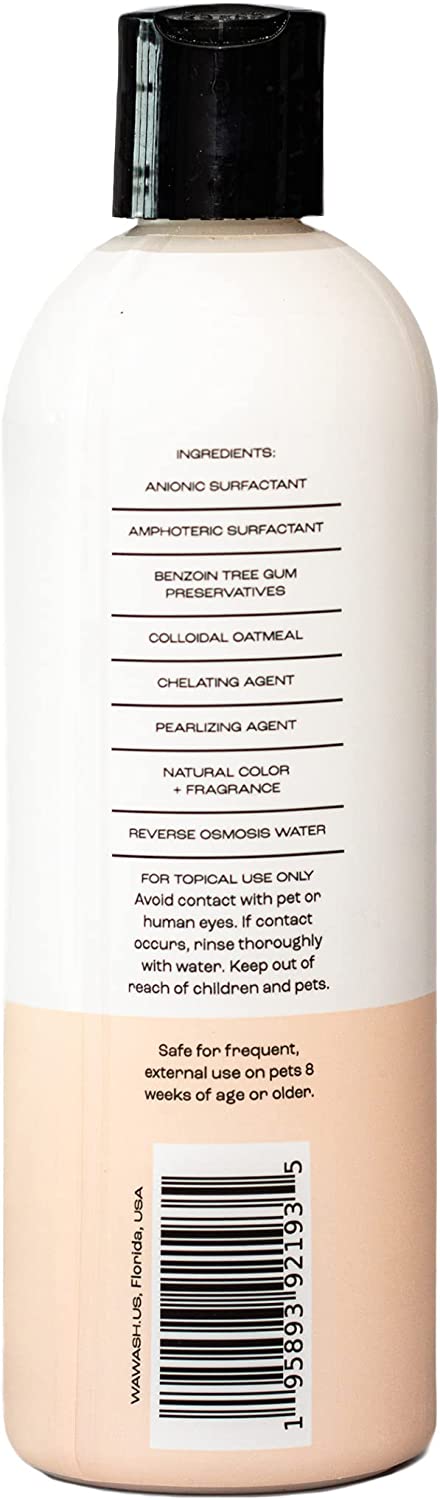 INGREDIENTS:
ANIONIC SURFACTANT
AMPHOTERIC SURFACTANT
BENZOIN TREE GUM
PRESERVATIVES
COLLOIDAL OATMEAL
CHELATING AGENT
PEARLIZING AGENT
NATURAL COLOR
+ FRAGRANCE
REVERSE OSMOSIS WATER
FOR TOPICAL USE ONLY
Avoid contact with pet or
human eyes. If contact
occurs, rinse thoroughly
with water. Keep out of
reach of children and pets.
Safe for frequent,
external use on pets 8
weeks of age or older.
WAWASH.US, Florida, USA
1 95893 92193 5